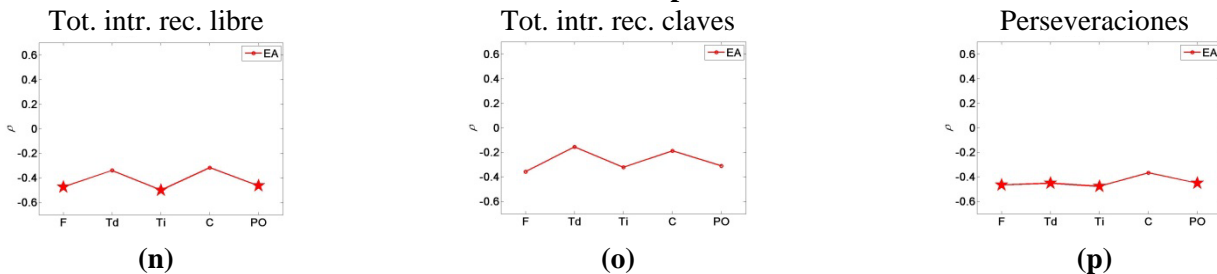 Tot. intr. rec. libre
Tot. intr. rec. claves
Perseveraciones
EA
0.6
0.4
0.2
0
-0.2
-0.4
-0.6
ρ
F Td Ti C PO
(n)
EA
0.6
0.4
0.2
0
-0.2
-0.4
-0.6
ρ
F Td Ti C PO
(o)
EA
0.6
0.4
0.2
0
-0.2
-0.4
-0.6
ρ
F Td Ti C PO
(p)